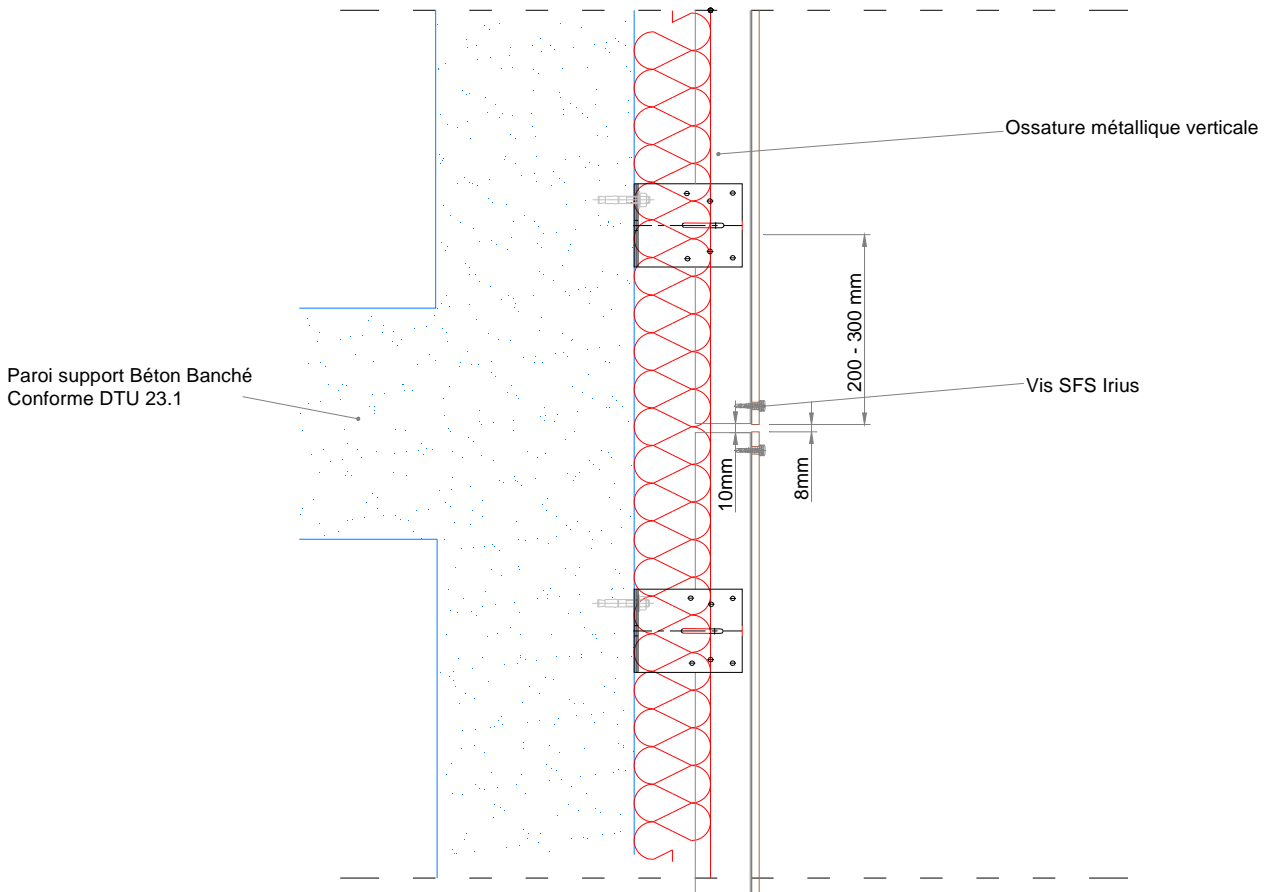 Ossature métallique verticale
200 - 300 mm
Paroi support Béton Banché
Conforme DTU 23.1
Vis SFS Irius
10mm
8mm